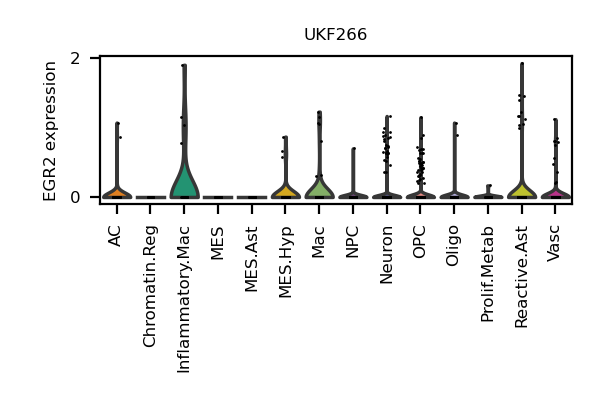 UKF266
EGR2 expression
2
0
AC
Chromatin.Reg
Inflammatory.Mac
MES
MES.Ast
MES.Hyp
Mac
NPC
Neuron
OPC
Oligo
Prolif.Metab
Reactive.Ast
Vasc